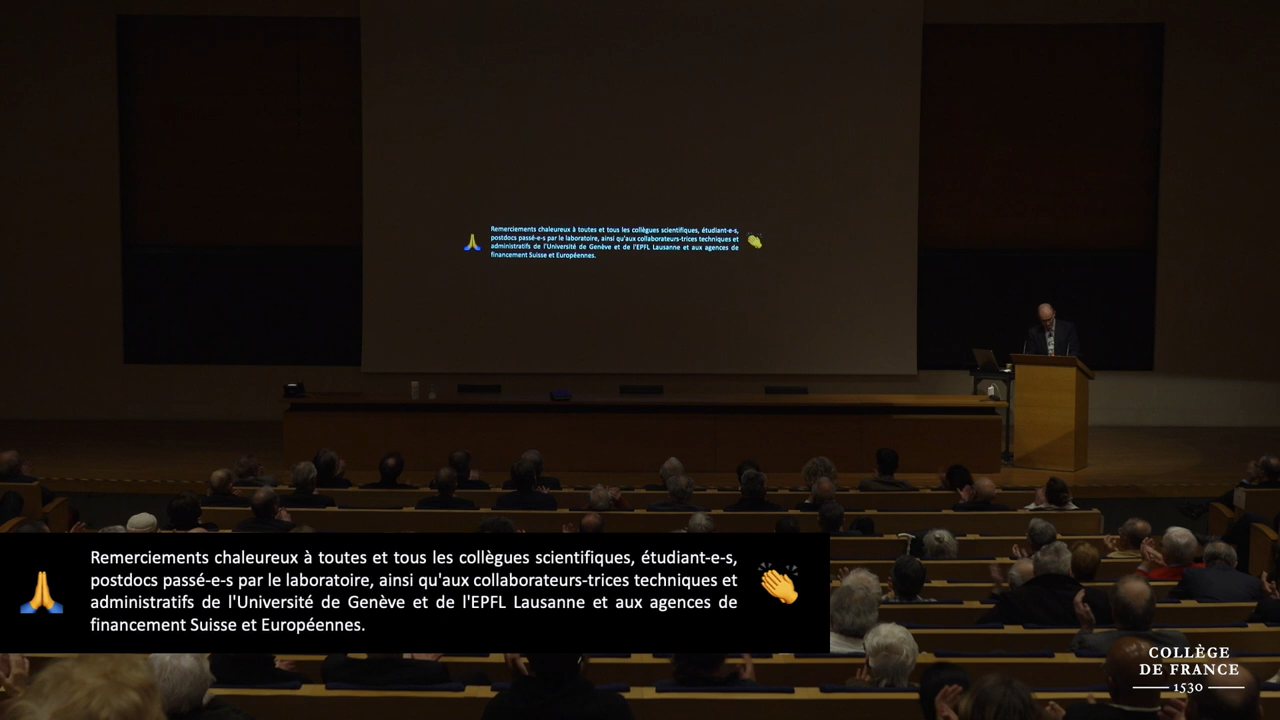 Remerciements chaleureux à toutes et tous les collègues scientifiques, étudiant-e-s,
postdocs passé-e-s par le laboratoire, ainsi qu'aux collaborateurs-trices techniques et
administratifs de l'Université de Genève et de l'EPFL Lausanne et aux agences de
financement Suisse et Européennes.
Remerciements chaleureux à toutes et tous les collègues scientifiques, étudiant-e-s,
postdocs passé-e-s par le laboratoire, ainsi qu'aux collaborateurs-trices techniques et
administratifs de l'Université de Genève et de l'EPFL Lausanne et aux agences de
financement Suisse et Européennes.
COLLÈGE
DE FRANCE
1530